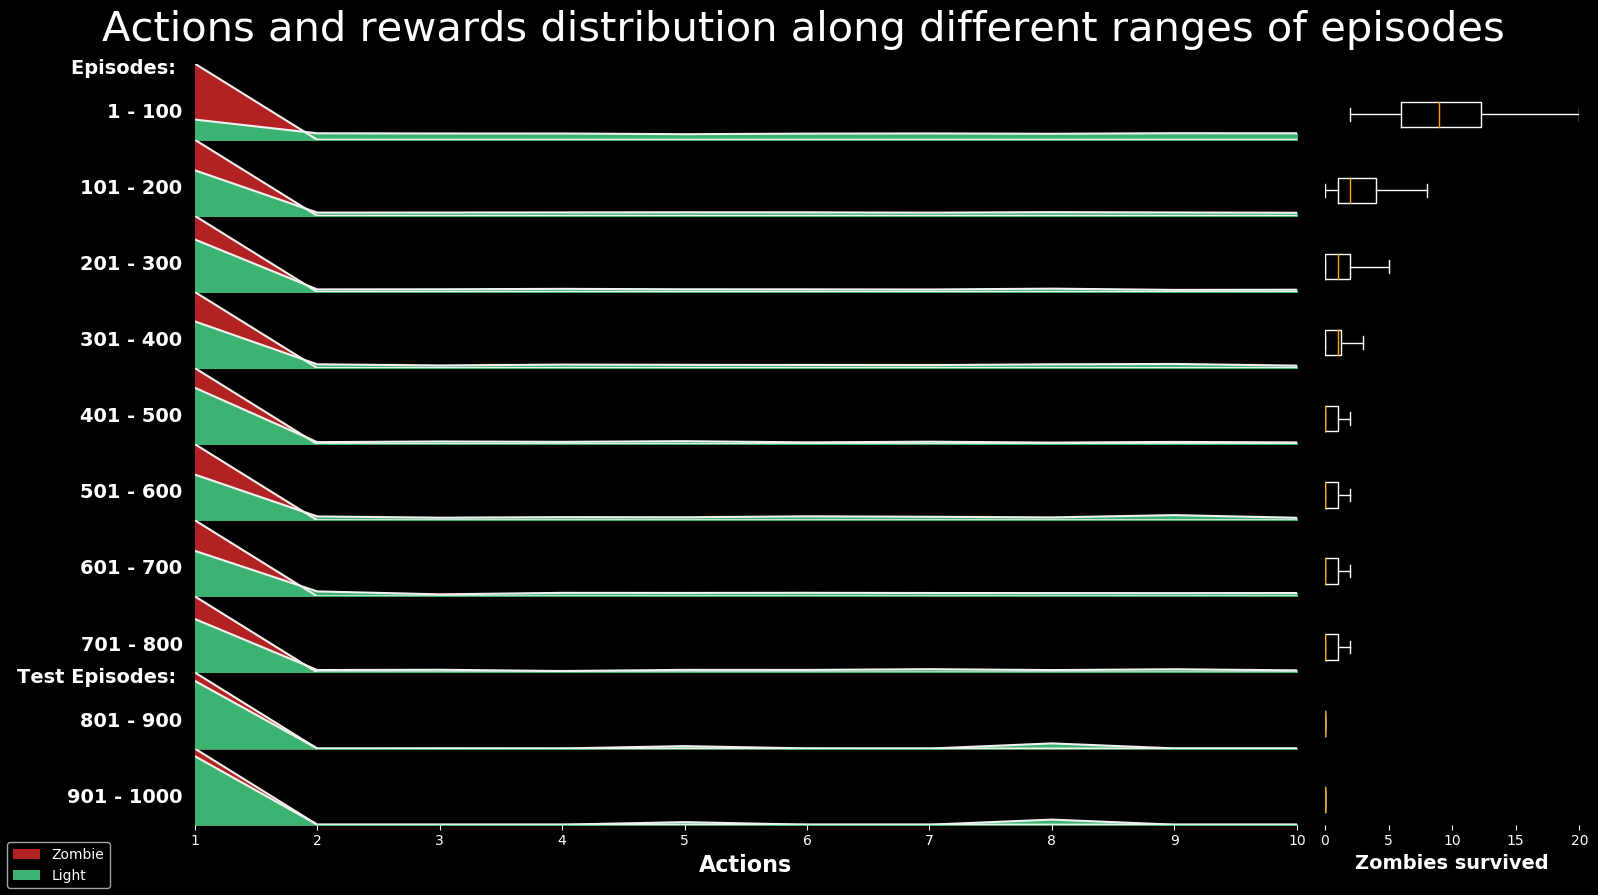 Actions and rewards distribution along different ranges of episodes
Episodes:
1 - 100
101 - 200
201 - 300
301 - 400
401 - 500
501 - 600
601 - 700
701 - 800
Test Episodes:
801 - 900
901 - 1000
1 2 3 4 5 6 7 8 9 10
0 5 10 15 20
Actions
Zombies survived
Zombie
Light